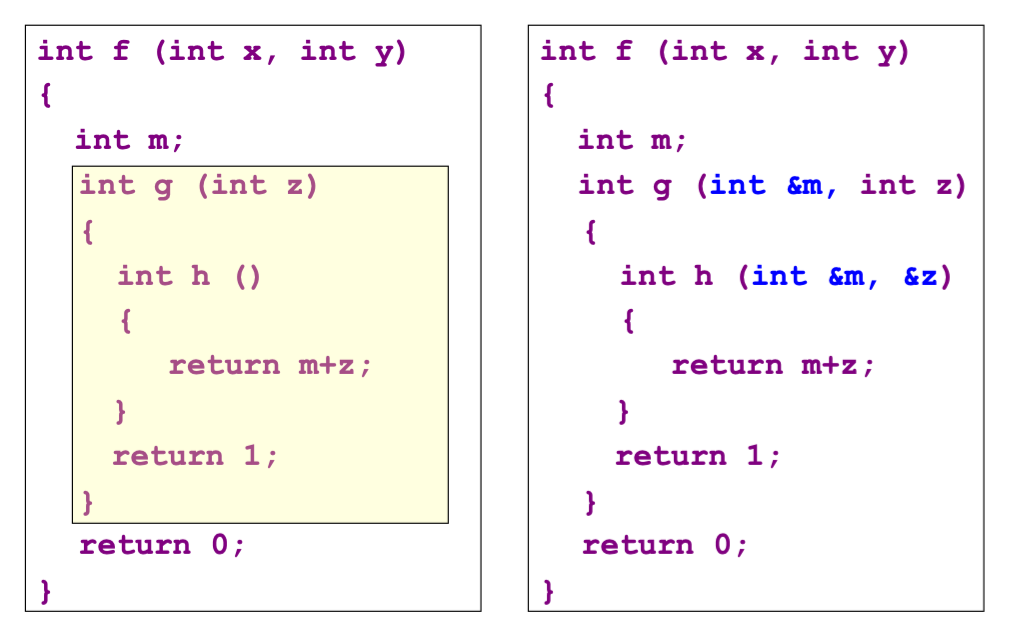 int f (int x, int y)
{
int m;
int g (int z)
{
int h ()
{
return m+z;
}
return 1;
}
return 0;
}
int f (int x, int y)
{
int m;
int g (int &m, int z)
{
int h (int &m, &z)
{
return m+z;
}
return 1;
}
return 0;
}